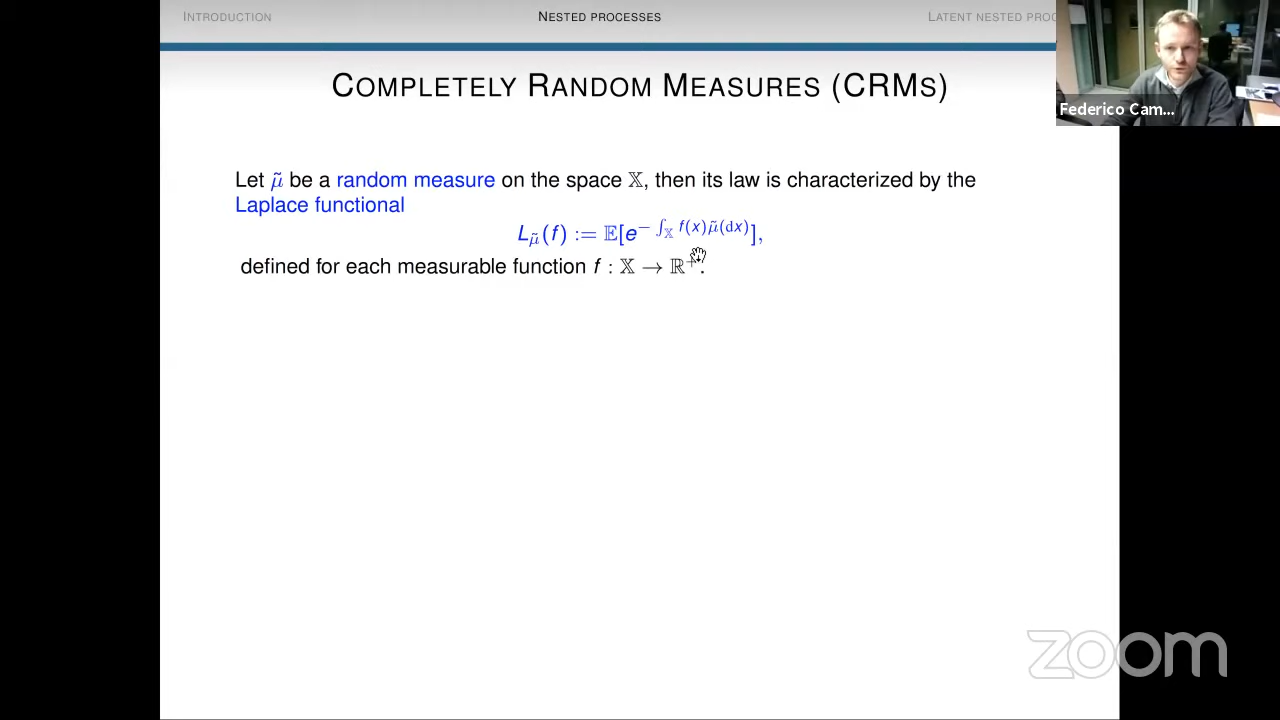 INTRODUCTION NESTED PROCESSES LATENT NESTED PROC
COMPLETELY RANDOM MEASURES (CRMS)
Federico Cam...
Let μ̃ be a random measure on the space 𝕏, then its law is characterized by the
Laplace functional
L_μ̃(f) := 𝔼[e^{− ∫_𝕏 f(x)μ̃(dx)}],
defined for each measurable function f : 𝕏 → ℝ⁺.
zoom